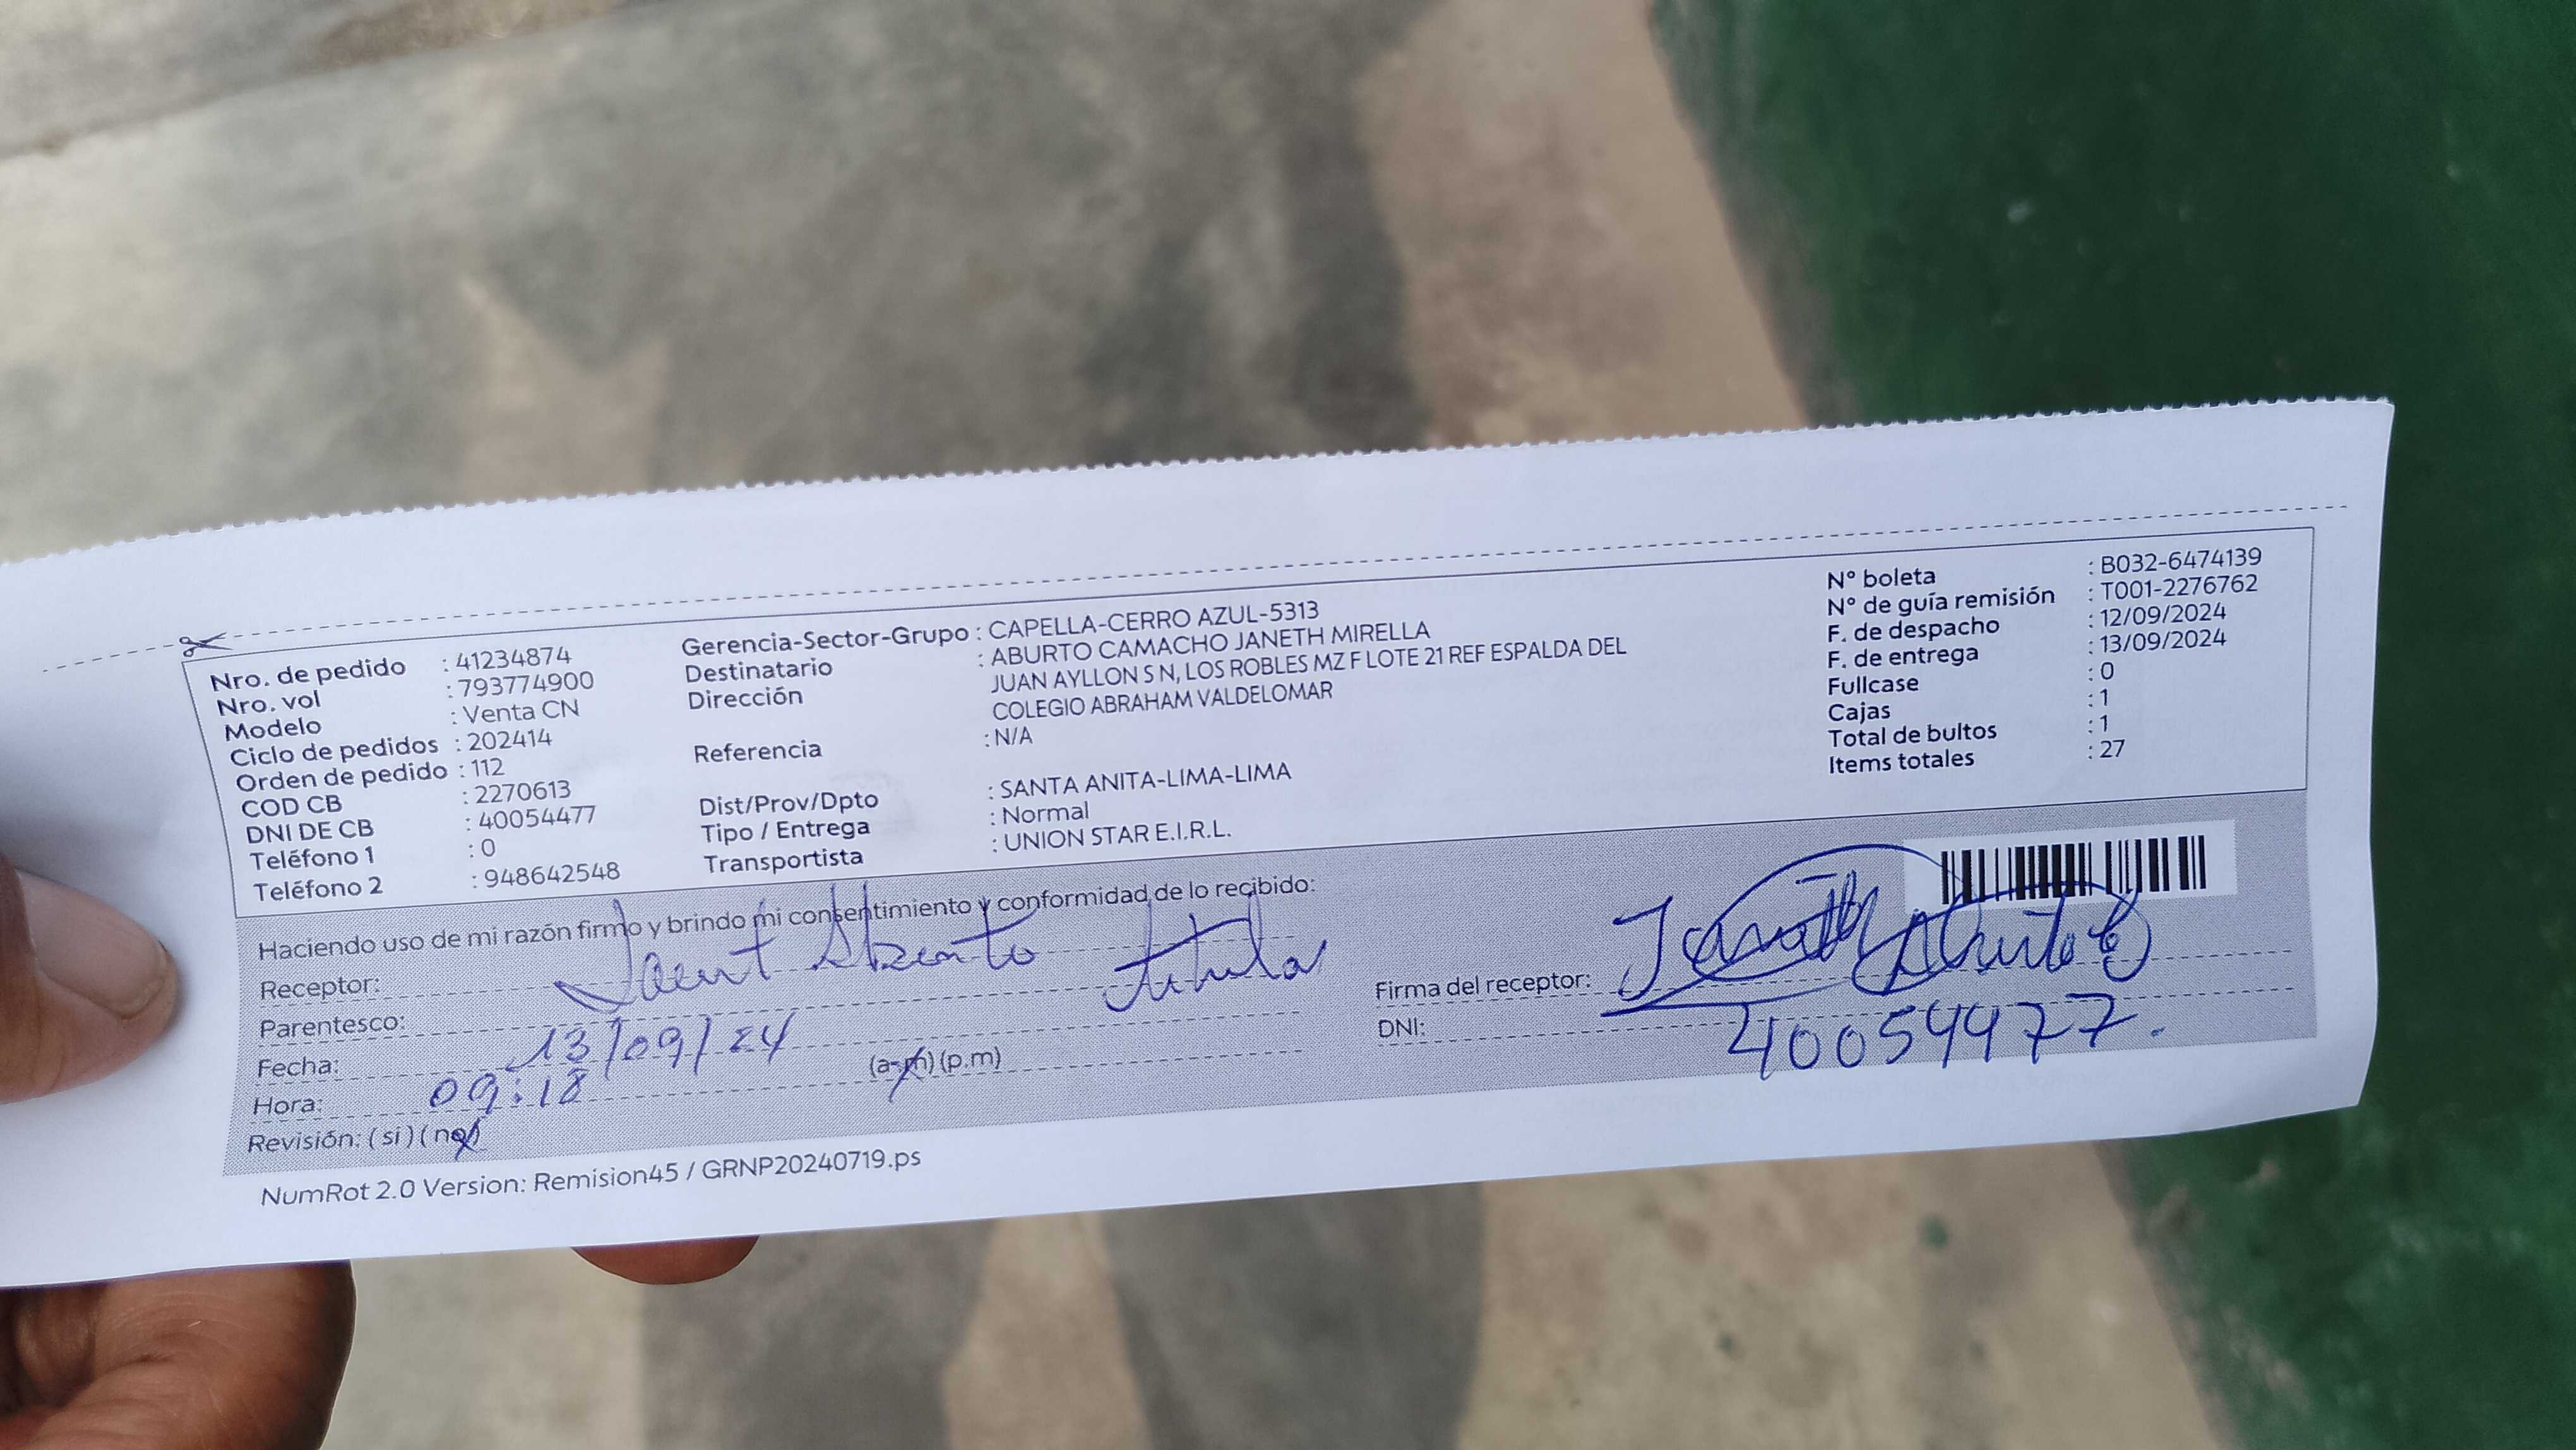 Nro. de pedido : 41234874
Nro. vol : 793774900
Modelo : Venta CN
Ciclo de pedidos : 202414
Orden de pedido : 112
COD CB : 2270613
DNI DE CB : 40054477
Teléfono 1 : 0
Teléfono 2 : 948642548
Gerencia-Sector-Grupo : CAPELLA-CERRO AZUL-5313
Destinatario : ABURTO CAMACHO JANETH MIRELLA
Dirección JUAN AYLLON S N, LOS ROBLES MZ F LOTE 21 REF ESPALDA DEL
COLEGIO ABRAHAM VALDELOMAR
Referencia : N/A
Dist/Prov/Dpto : SANTA ANITA-LIMA-LIMA
Tipo / Entrega : Normal
Transportista : UNION STAR E.I.R.L.
N° boleta : B032-6474139
N° de guía remisión : T001-2276762
F. de despacho : 12/09/2024
F. de entrega : 13/09/2024
Fullcase : 0
Cajas : 1
Total de bultos : 1
Items totales : 27
Haciendo uso de mi razón firmo y brindo mi consentimiento y conformidad de lo recibido:
Receptor:
Parentesco: titula
Fecha: 13/09/24
Hora: 09:18 (a.m) (p.m)
Revisión: (si) (no)
Firma del receptor: Janeth Aburto C
DNI: 40054477.
NumRot 2.0 Version: Remision45 / GRNP20240719.ps